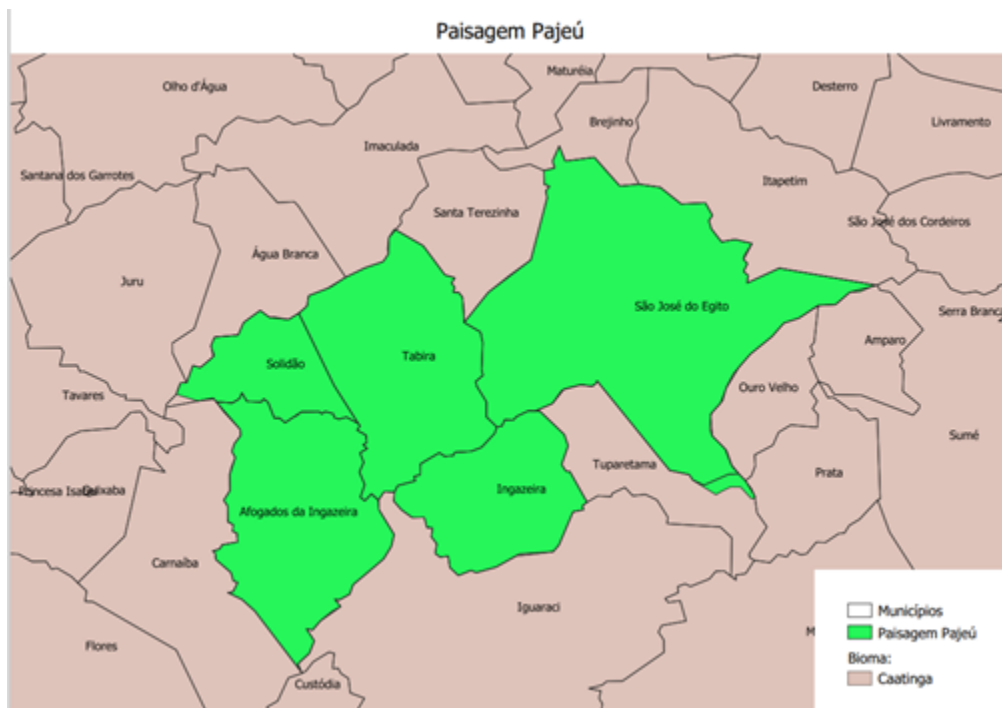 Paisagem Pajeú
Maturéia
Olho d'Água
Desterro
Brejinho
Livramento
Imaculada
Santana dos Garrotes
Itapetim
Santa Terezinha
São José dos Cordeiros
Água Branca
Juru
São José do Egito
Serra Branca
Amparo
Tabira
Solidão
Ouro Velho
Tavares
Sumé
Tuparetama
Prata
Ingazeira
Princesa Isabel
Quixaba
Afogados da Ingazeira
Carnaíba
Iguaraci
Municípios
M
Paisagem Pajeú
Flores
Bioma:
Caatinga
Custódia